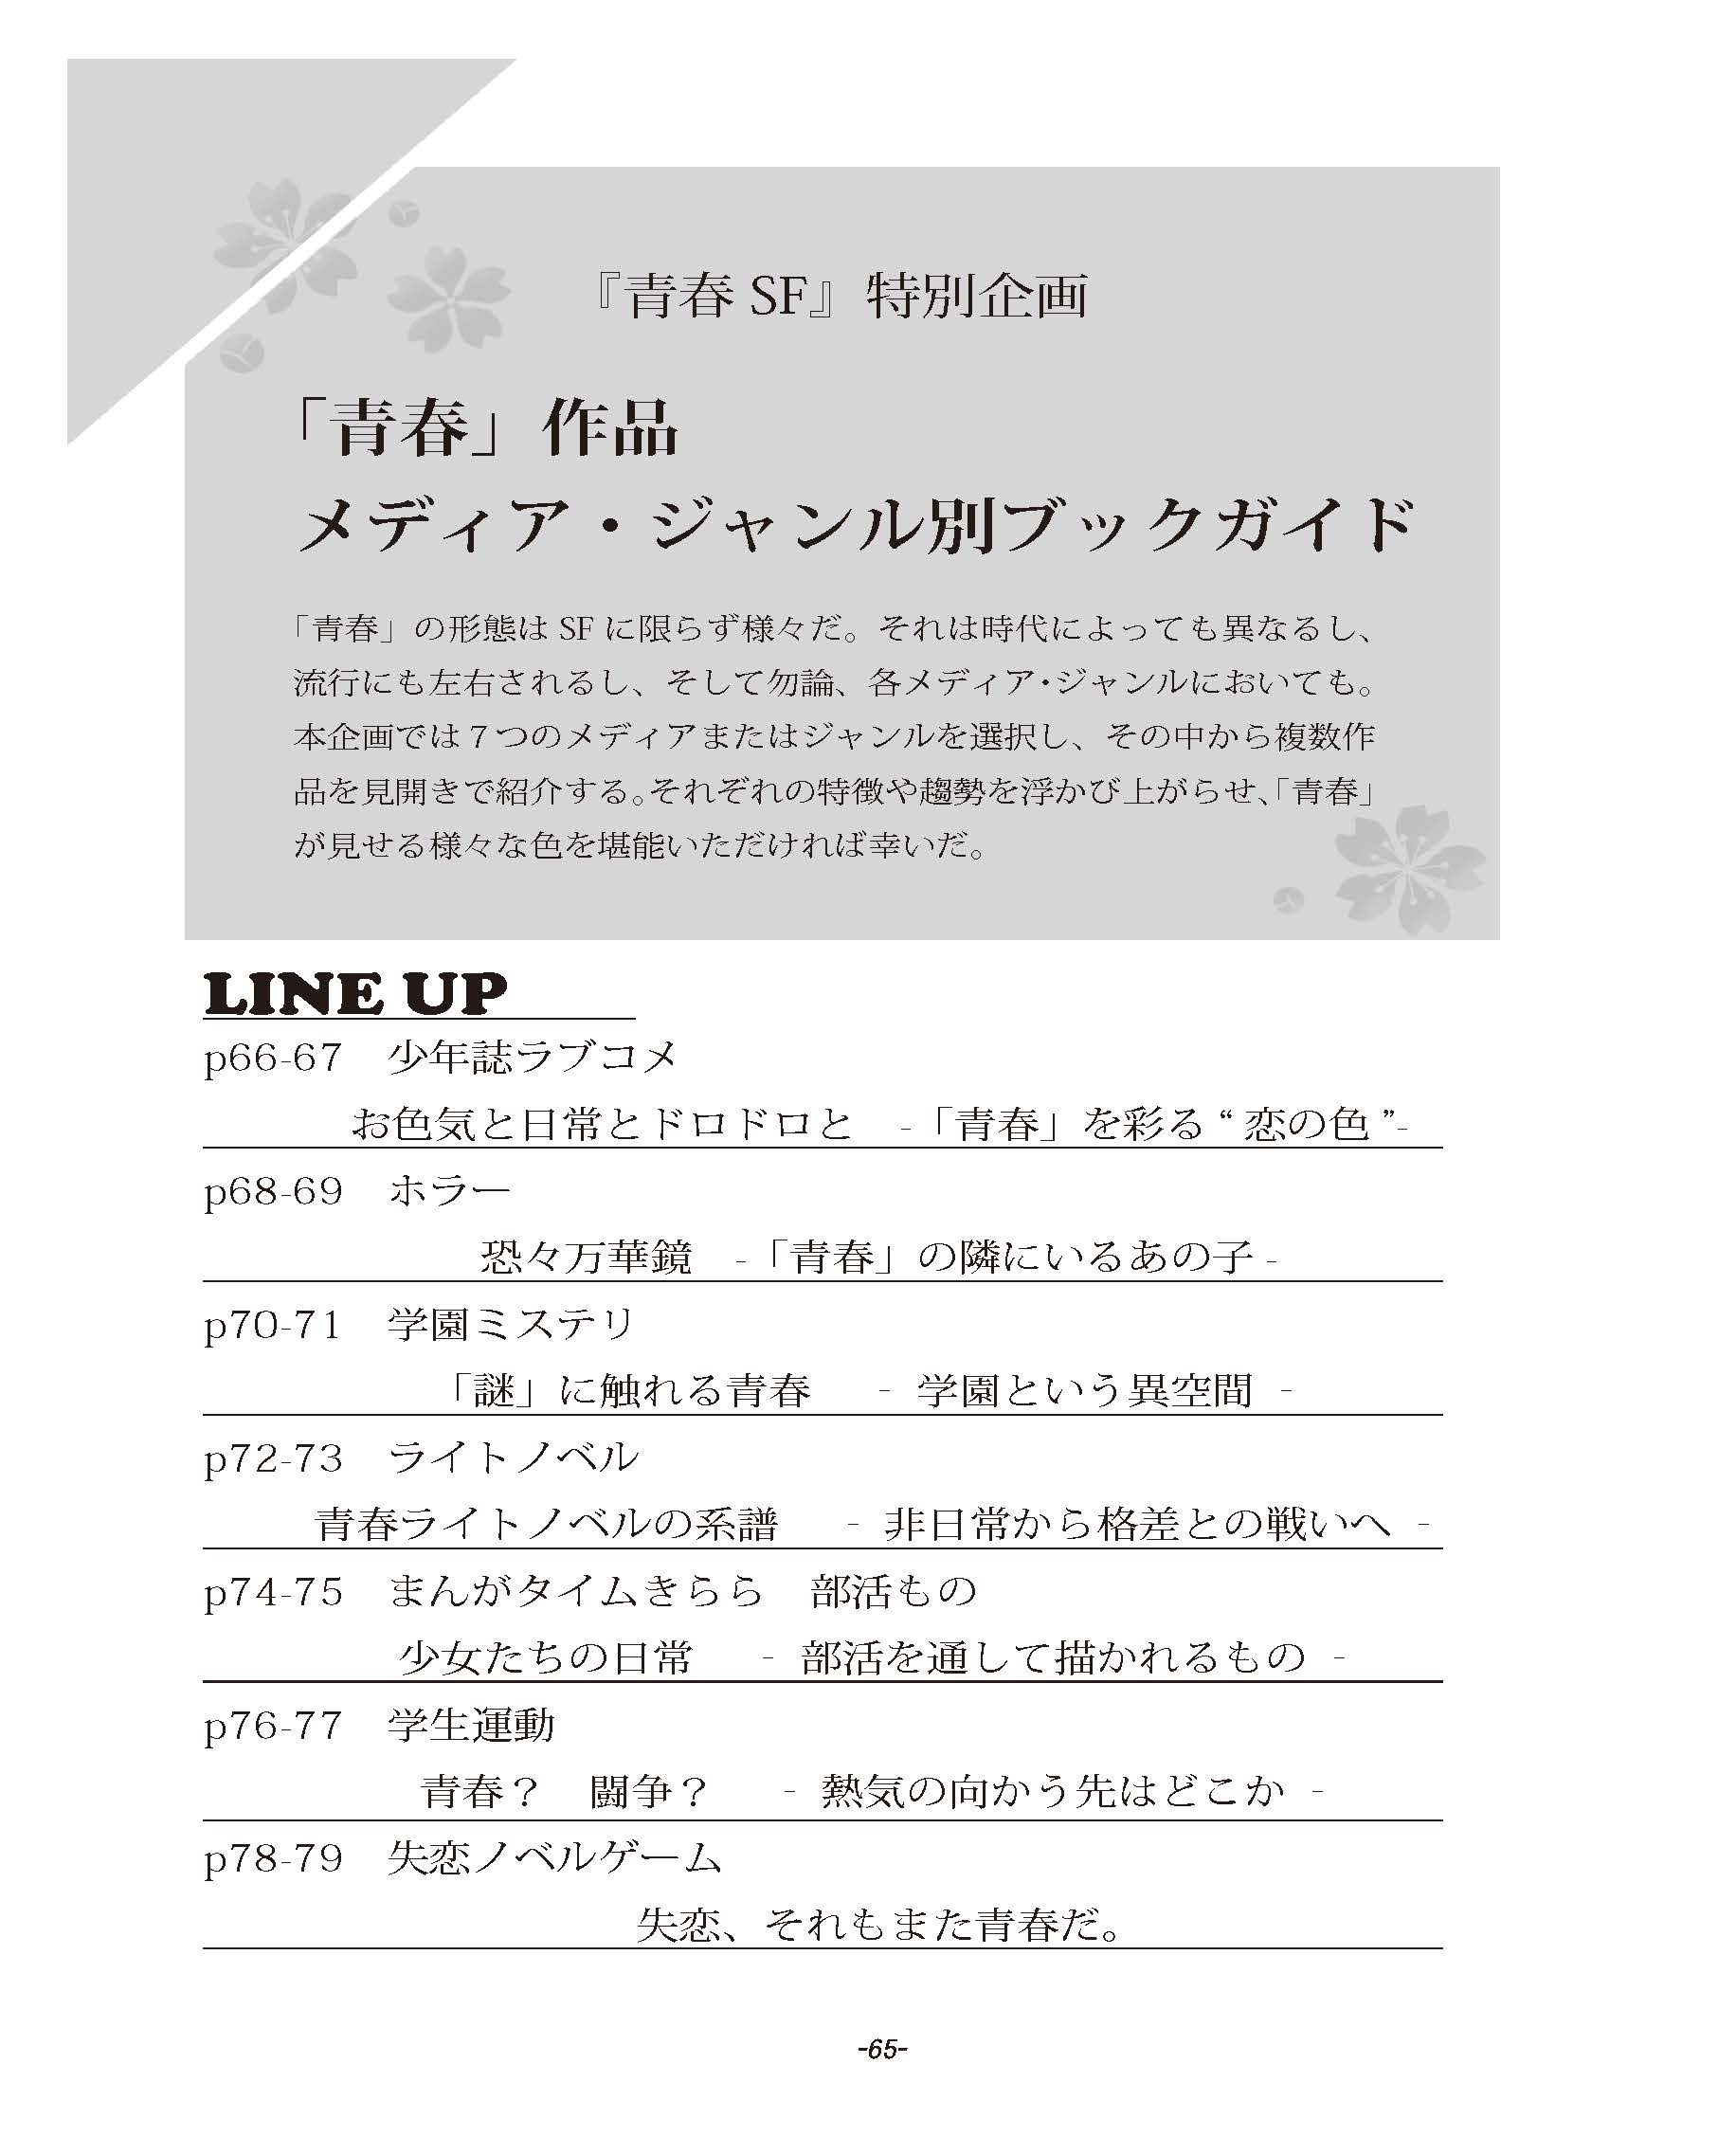 『青春 SF』特別企画
「青春」作品
メディア・ジャンル別ブックガイド
「青春」の形態は SF に限らず様々だ。それは時代によっても異なるし、
流行にも左右されるし、そして勿論、各メディア・ジャンルにおいても。
本企画では７つのメディアまたはジャンルを選択し、その中から複数作
品を見開きで紹介する。それぞれの特徴や趨勢を浮かび上がらせ、「青春」
が見せる様々な色を堪能いただければ幸いだ。
LINE UP
p66-67　少年誌ラブコメ
お色気と日常とドロドロと　-「青春」を彩る “ 恋の色 ”-
p68-69　ホラー
恐々万華鏡　-「青春」の隣にいるあの子 -
p70-71　学園ミステリ
「謎」に触れる青春　- 学園という異空間 -
p72-73　ライトノベル
青春ライトノベルの系譜　- 非日常から格差との戦いへ -
p74-75　まんがタイムきらら　部活もの
少女たちの日常　- 部活を通して描かれるもの -
p76-77　学生運動
青春？　闘争？　- 熱気の向かう先はどこか -
p78-79　失恋ノベルゲーム
失恋、それもまた青春だ。
-65-